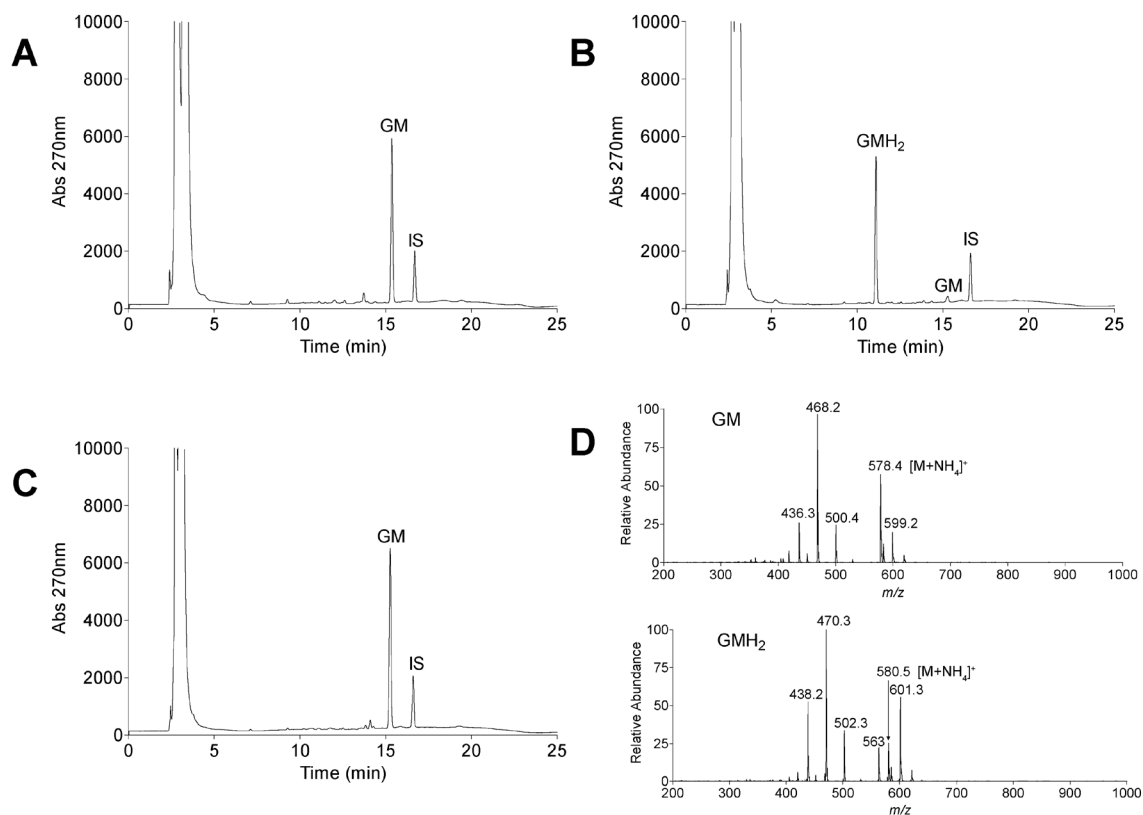 A
10000
8000
6000
4000
2000
0
Abs 270nm
GM
IS
0 5 10 15 20 25
Time (min)
B
10000
8000
6000
4000
2000
0
Abs 270nm
GMH₂
GM
IS
0 5 10 15 20 25
Time (min)
C
10000
8000
6000
4000
2000
0
Abs 270nm
GM
IS
0 5 10 15 20 25
Time (min)
D
100
75
50
25
0
Relative Abundance
GM
468.2
578.4 [M+NH₄]⁺
436.3
500.4
599.2
200 300 400 500 600 700 800 900 1000
m/z
100
75
50
25
0
Relative Abundance
GMH₂
470.3
580.5 [M+NH₄]⁺
601.3
438.2
502.3
563
200 300 400 500 600 700 800 900 1000
m/z